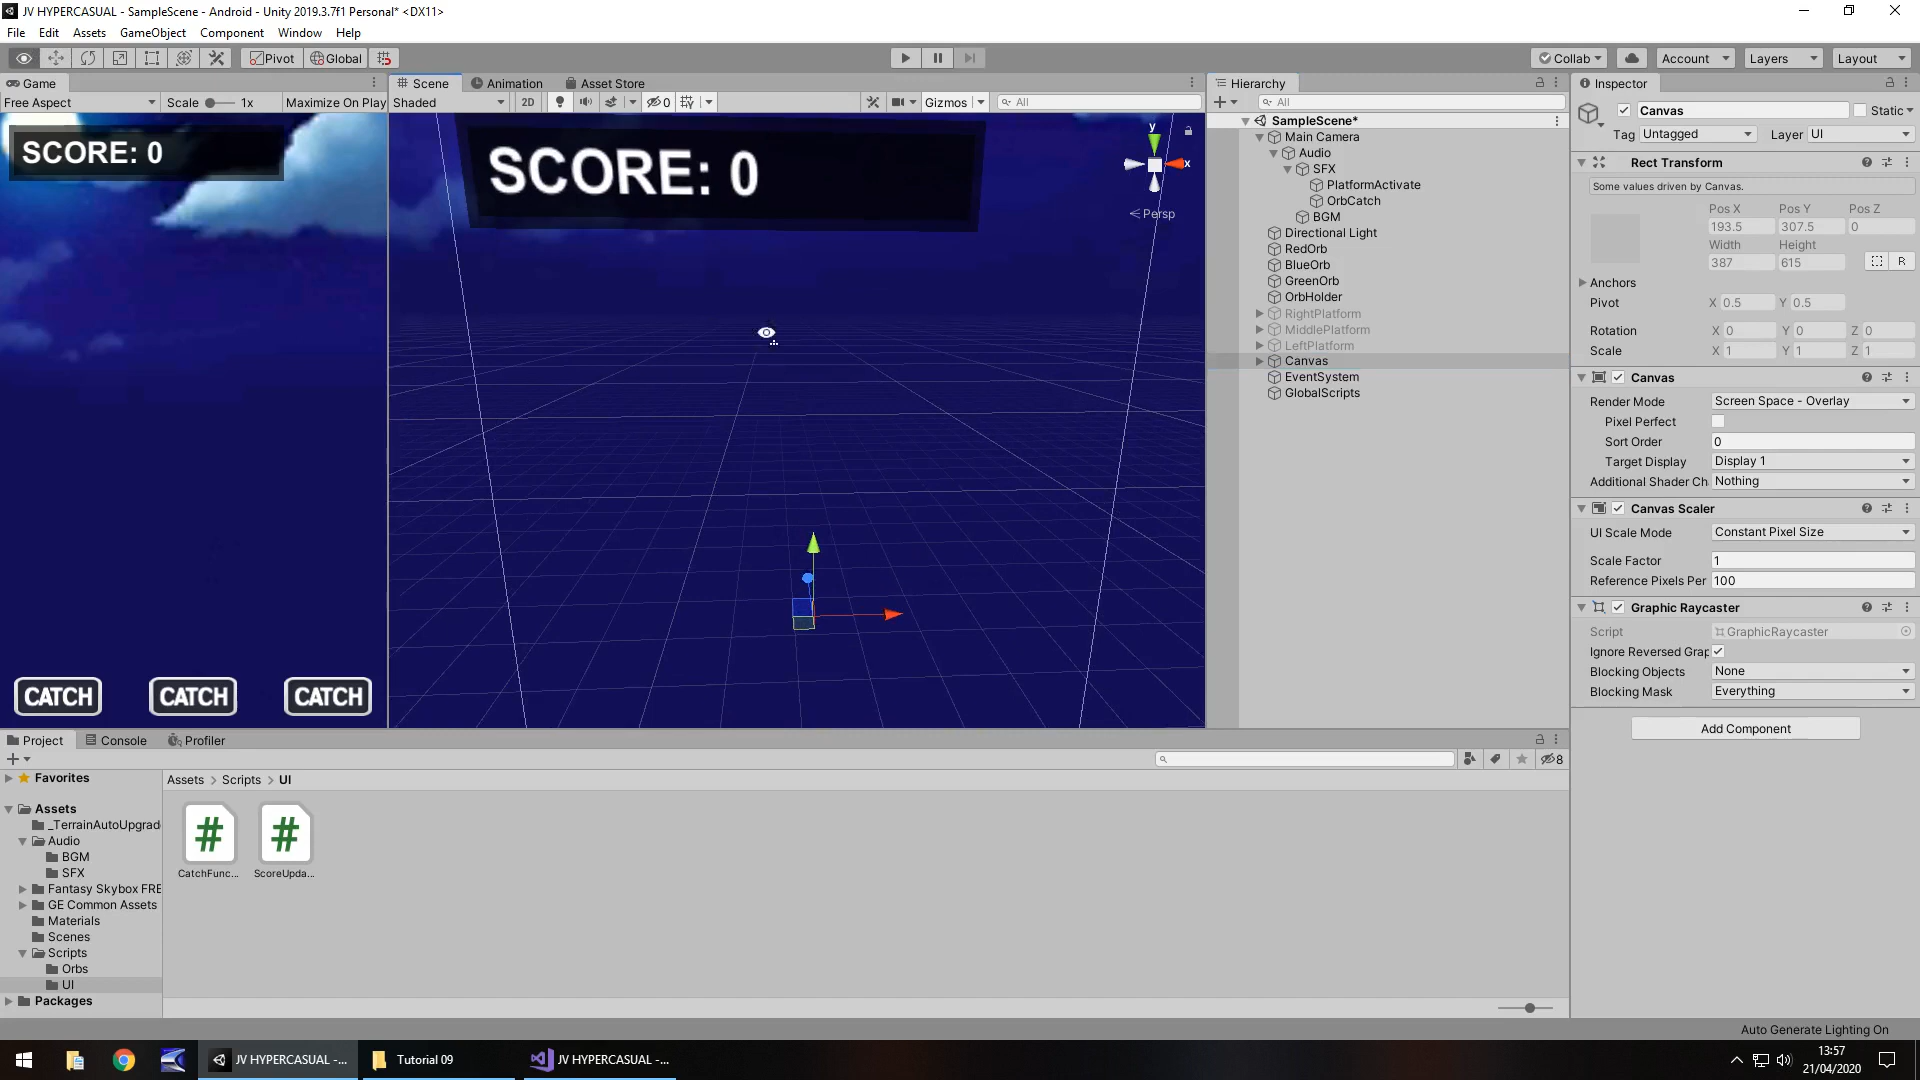 JV HYPERCASUAL - SampleScene - Android - Unity 2019.3.7f1 Personal* <DX11>
File Edit Assets GameObject Component Window Help
Pivot Global Collab Account Layers Layout
Game
Free Aspect Scale 1x Maximize On Play
SCORE: 0
CATCH CATCH CATCH
Scene Animation Asset Store
Shaded 2D 0 Gizmos All
SCORE: 0
y
x
Persp
Hierarchy
All
SampleScene*
Main Camera
Audio
SFX
PlatformActivate
OrbCatch
BGM
Directional Light
RedOrb
BlueOrb
GreenOrb
OrbHolder
RightPlatform
MiddlePlatform
LeftPlatform
Canvas
EventSystem
GlobalScripts
Inspector
Canvas Static
Tag Untagged Layer UI
Rect Transform
Some values driven by Canvas.
Pos X Pos Y Pos Z
193.5 307.5 0
Width Height
387 615 R
Anchors
Pivot X 0.5 Y 0.5
Rotation X 0 Y 0 Z 0
Scale X 1 Y 1 Z 1
Canvas
Render Mode Screen Space - Overlay
Pixel Perfect
Sort Order 0
Target Display Display 1
Additional Shader Ch Nothing
Canvas Scaler
UI Scale Mode Constant Pixel Size
Scale Factor 1
Reference Pixels Per 100
Graphic Raycaster
Script GraphicRaycaster
Ignore Reversed Grap
Blocking Objects None
Blocking Mask Everything
Add Component
Project Console Profiler
8
Favorites
Assets
_TerrainAutoUpgrad
Audio
BGM
SFX
Fantasy Skybox FRE
GE Common Assets
Materials
Scenes
Scripts
Orbs
UI
Packages
Assets > Scripts > UI
CatchFunc... ScoreUpda...
Auto Generate Lighting On
JV HYPERCASUAL -... Tutorial 09 JV HYPERCASUAL -...
13:57
21/04/2020